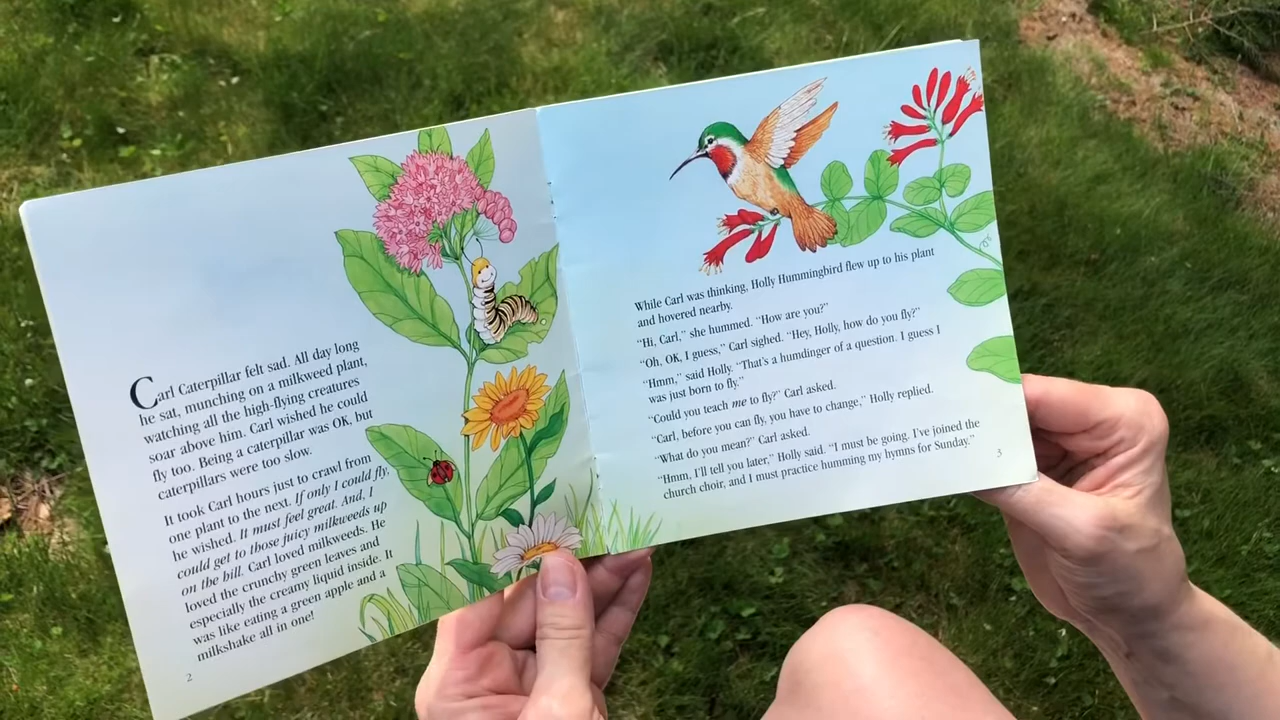 Carl Caterpillar felt sad. All day long
he sat, munching on a milkweed plant,
watching all the high-flying creatures
soar above him. Carl wished he could
fly too. Being a caterpillar was OK, but
caterpillars were too slow.
It took Carl hours just to crawl from
one plant to the next. If only I could fly,
he wished. It must feel great. And, I
could get to those juicy milkweeds up
on the bill. Carl loved milkweeds. He
loved the crunchy green leaves and
especially the creamy liquid inside. It
was like eating a green apple and a
milkshake all in one!
2
While Carl was thinking, Holly Hummingbird flew up to his plant
and hovered nearby.
“Hi, Carl,” she hummed. “How are you?”
“Oh, OK, I guess,” Carl sighed. “Hey, Holly, how do you fly?”
“Hmm,” said Holly. “That’s a humdinger of a question. I guess I
was just born to fly.”
“Could you teach me to fly?” Carl asked.
“Carl, before you can fly, you have to change,” Holly replied.
“What do you mean?” Carl asked.
“Hmm, I’ll tell you later,” Holly said. “I must be going. I’ve joined the
church choir, and I must practice humming my hymns for Sunday.”
3